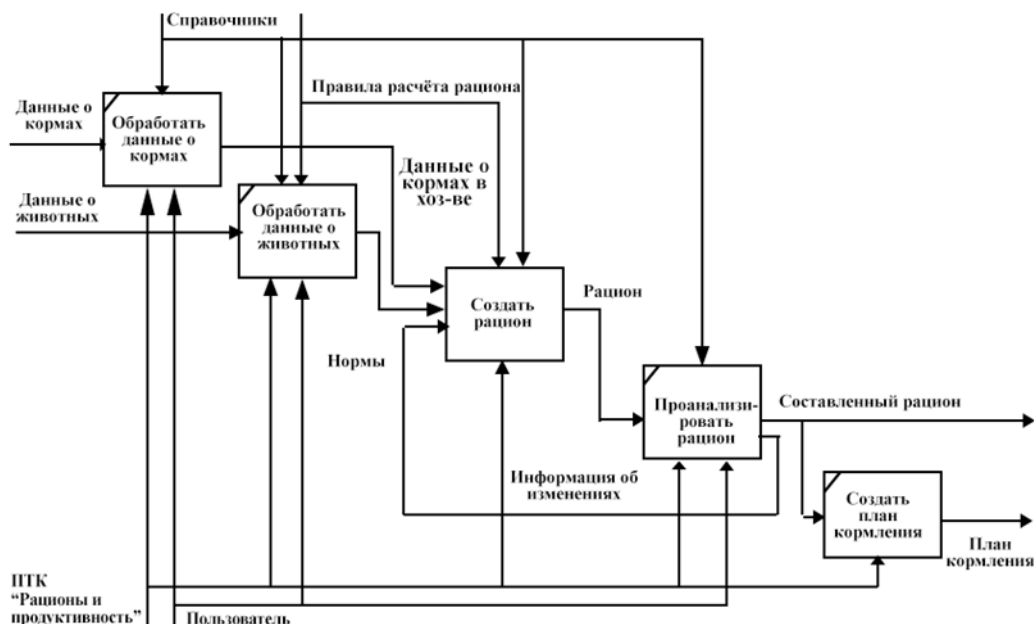 Справочники
Правила расчёта рациона
Данные о
кормах
Обработать
данные о
кормах
Данные о
кормах в
хоз-ве
Данные о
животных
Обработать
данные о
животных
Создать
рацион
Рацион
Нормы
Проанализи-
ровать
рацион
Составленный рацион
Информация об
изменениях
Создать
план
кормления
План
кормления
ПТК
“Рационы и
продуктивность”
Пользователь